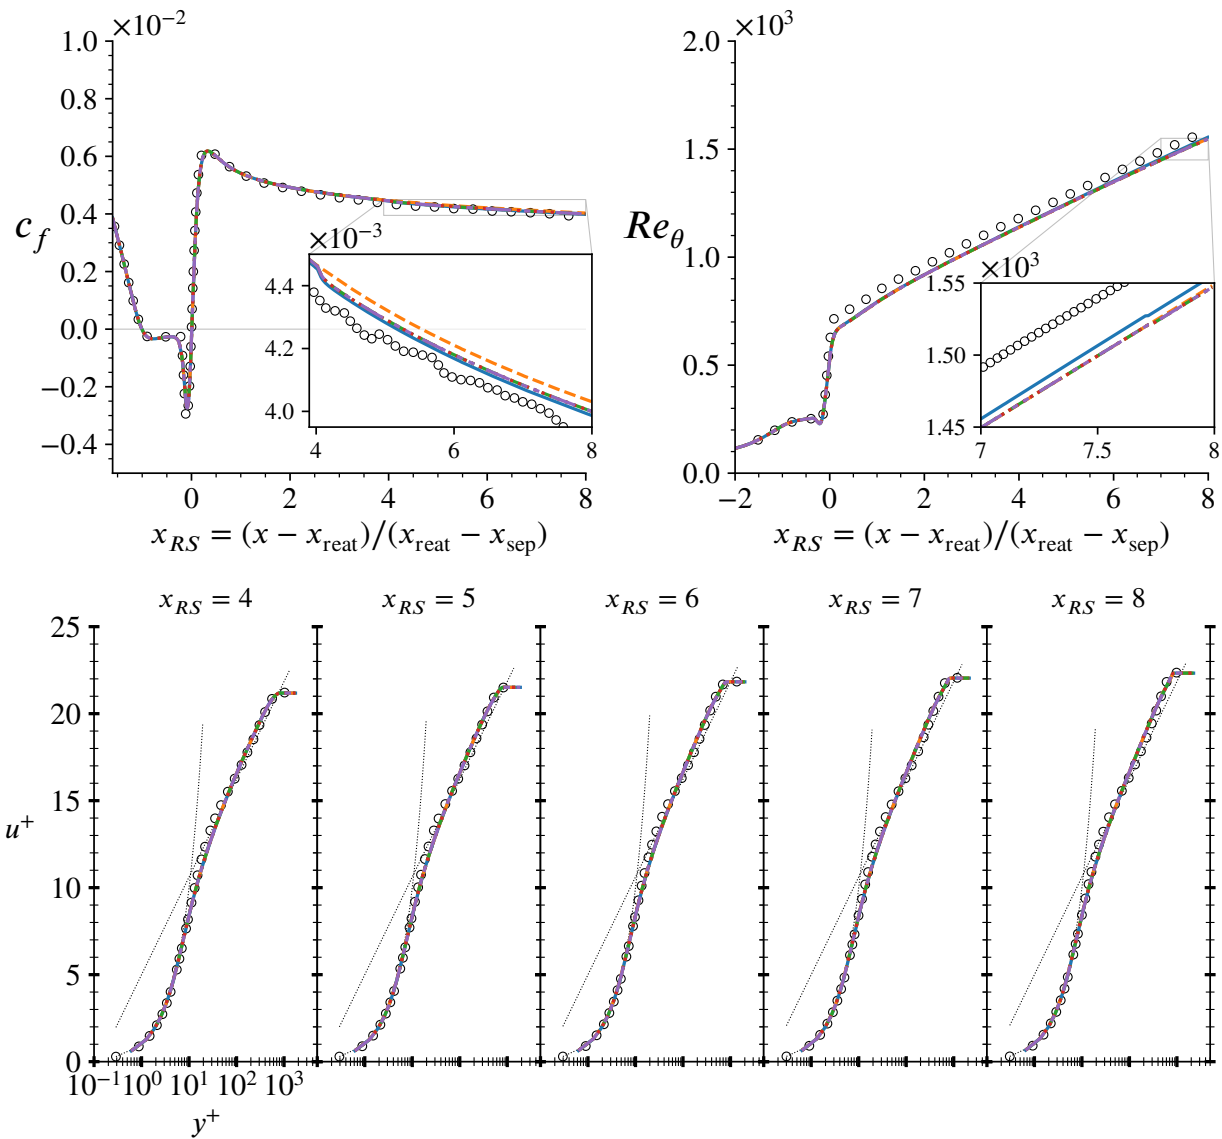 ×10⁻²
1.0
0.8
0.6
0.4
0.2
0.0
−0.2
−0.4
c_f
×10⁻³
4.4
4.2
4.0
4 6 8
0 2 4 6 8
x_RS = (x − x_reat)/(x_reat − x_sep)
×10³
2.0
1.5
1.0
0.5
0.0
Re_θ
1.55
×10³
1.50
1.45
7 7.5 8
−2 0 2 4 6 8
x_RS = (x − x_reat)/(x_reat − x_sep)
x_RS = 4 x_RS = 5 x_RS = 6 x_RS = 7 x_RS = 8
25
20
15
10
5
0
u⁺
10⁻¹ 10⁰ 10¹ 10² 10³
y⁺